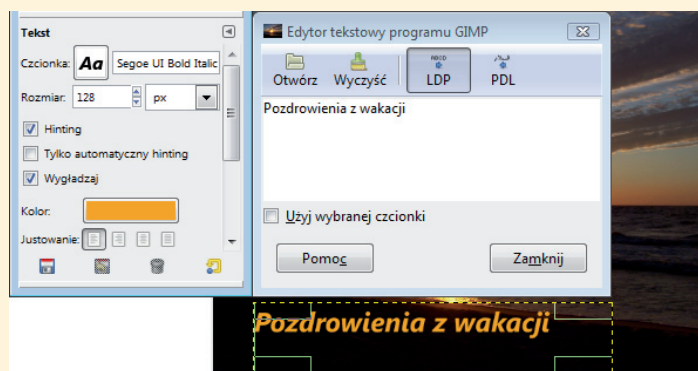 Tekst
Czcionka: Aa Segoe UI Bold Italic
Rozmiar: 128 px
Hinting
Tylko automatyczny hinting
Wygładzaj
Kolor:
Justowanie:
Edytor tekstowy programu GIMP
Otwórz Wyczyść LDP PDL
Pozdrowienia z wakacji
Użyj wybranej czcionki
Pomoc Zamknij
Pozdrowienia z wakacji